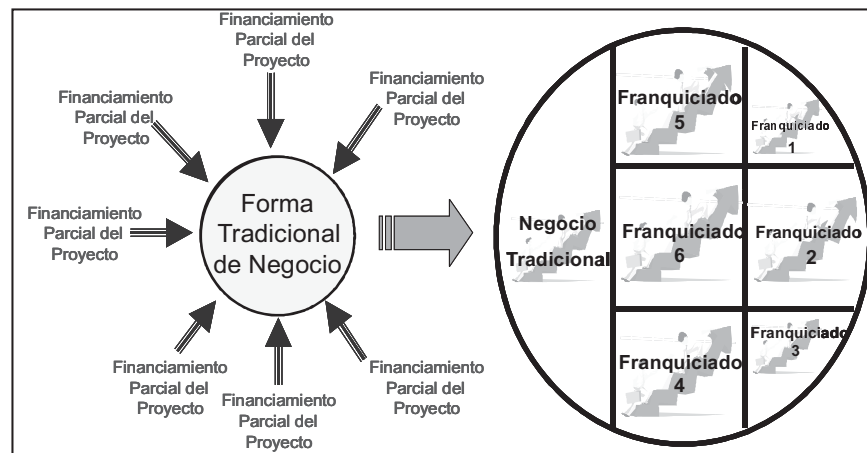 Financiamiento
Parcial del
Proyecto
Financiamiento
Parcial del
Proyecto
Financiamiento
Parcial del
Proyecto
Financiamiento
Parcial del
Proyecto
Forma
Tradicional
de Negocio
Financiamiento
Parcial del
Proyecto
Financiamiento
Parcial del
Proyecto
Financiamiento
Parcial del
Proyecto
Negocio
Tradicional
Franquiciado
5
Franquiciado
1
Franquiciado
6
Franquiciado
2
Franquiciado
4
Franquiciado
3